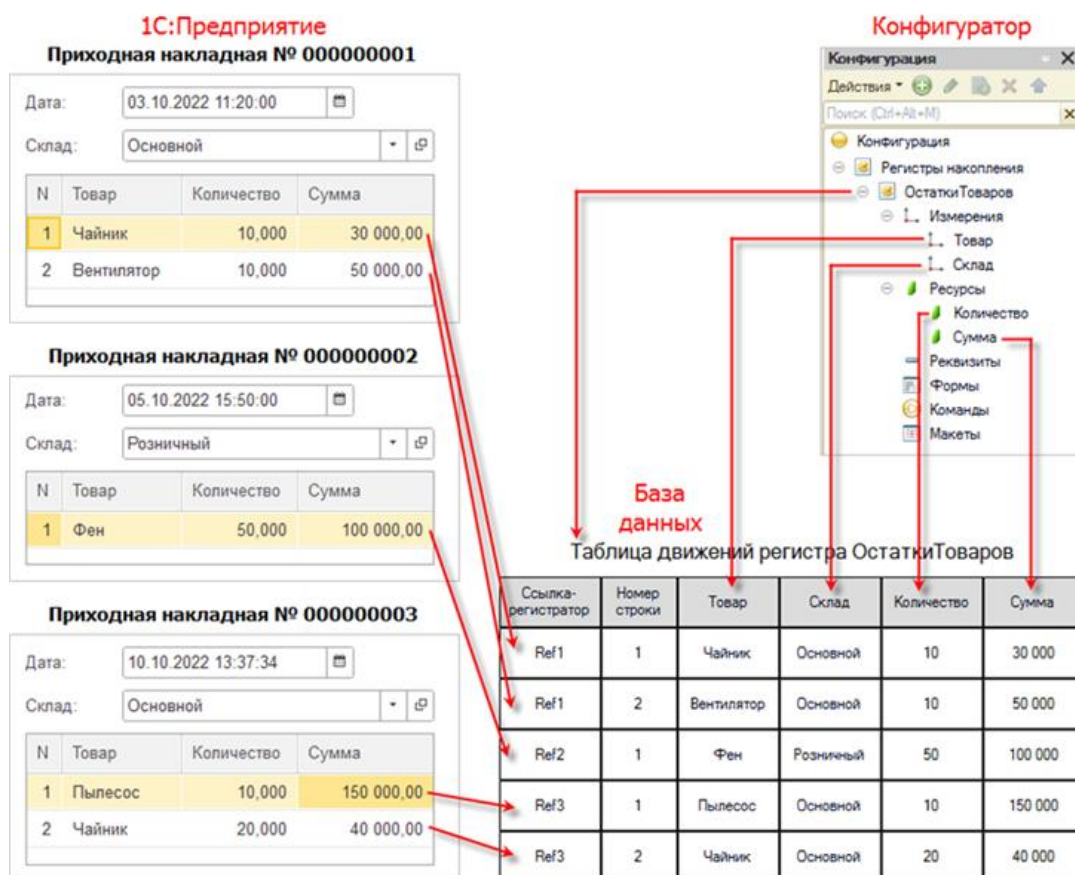 1С:Предприятие
Приходная накладная № 000000001
Дата: 03.10.2022 11:20:00
Склад: Основной
N Товар Количество Сумма
1 Чайник 10,000 30 000,00
2 Вентилятор 10,000 50 000,00
Приходная накладная № 000000002
Дата: 05.10.2022 15:50:00
Склад: Розничный
N Товар Количество Сумма
1 Фен 50,000 100 000,00
Приходная накладная № 000000003
Дата: 10.10.2022 13:37:34
Склад: Основной
N Товар Количество Сумма
1 Пылесос 10,000 150 000,00
2 Чайник 20,000 40 000,00
Конфигуратор
Конфигурация
Действия
Поиск (Ctrl+Alt+M)
Конфигурация
Регистры накопления
ОстаткиТоваров
Измерения
Товар
Склад
Ресурсы
Количество
Сумма
Реквизиты
Формы
Команды
Макеты
База
данных
Таблица движений регистра ОстаткиТоваров
Ссылка-регистратор Номер строки Товар Склад Количество Сумма
Ref1 1 Чайник Основной 10 30 000
Ref1 2 Вентилятор Основной 10 50 000
Ref2 1 Фен Розничный 50 100 000
Ref3 1 Пылесос Основной 10 150 000
Ref3 2 Чайник Основной 20 40 000